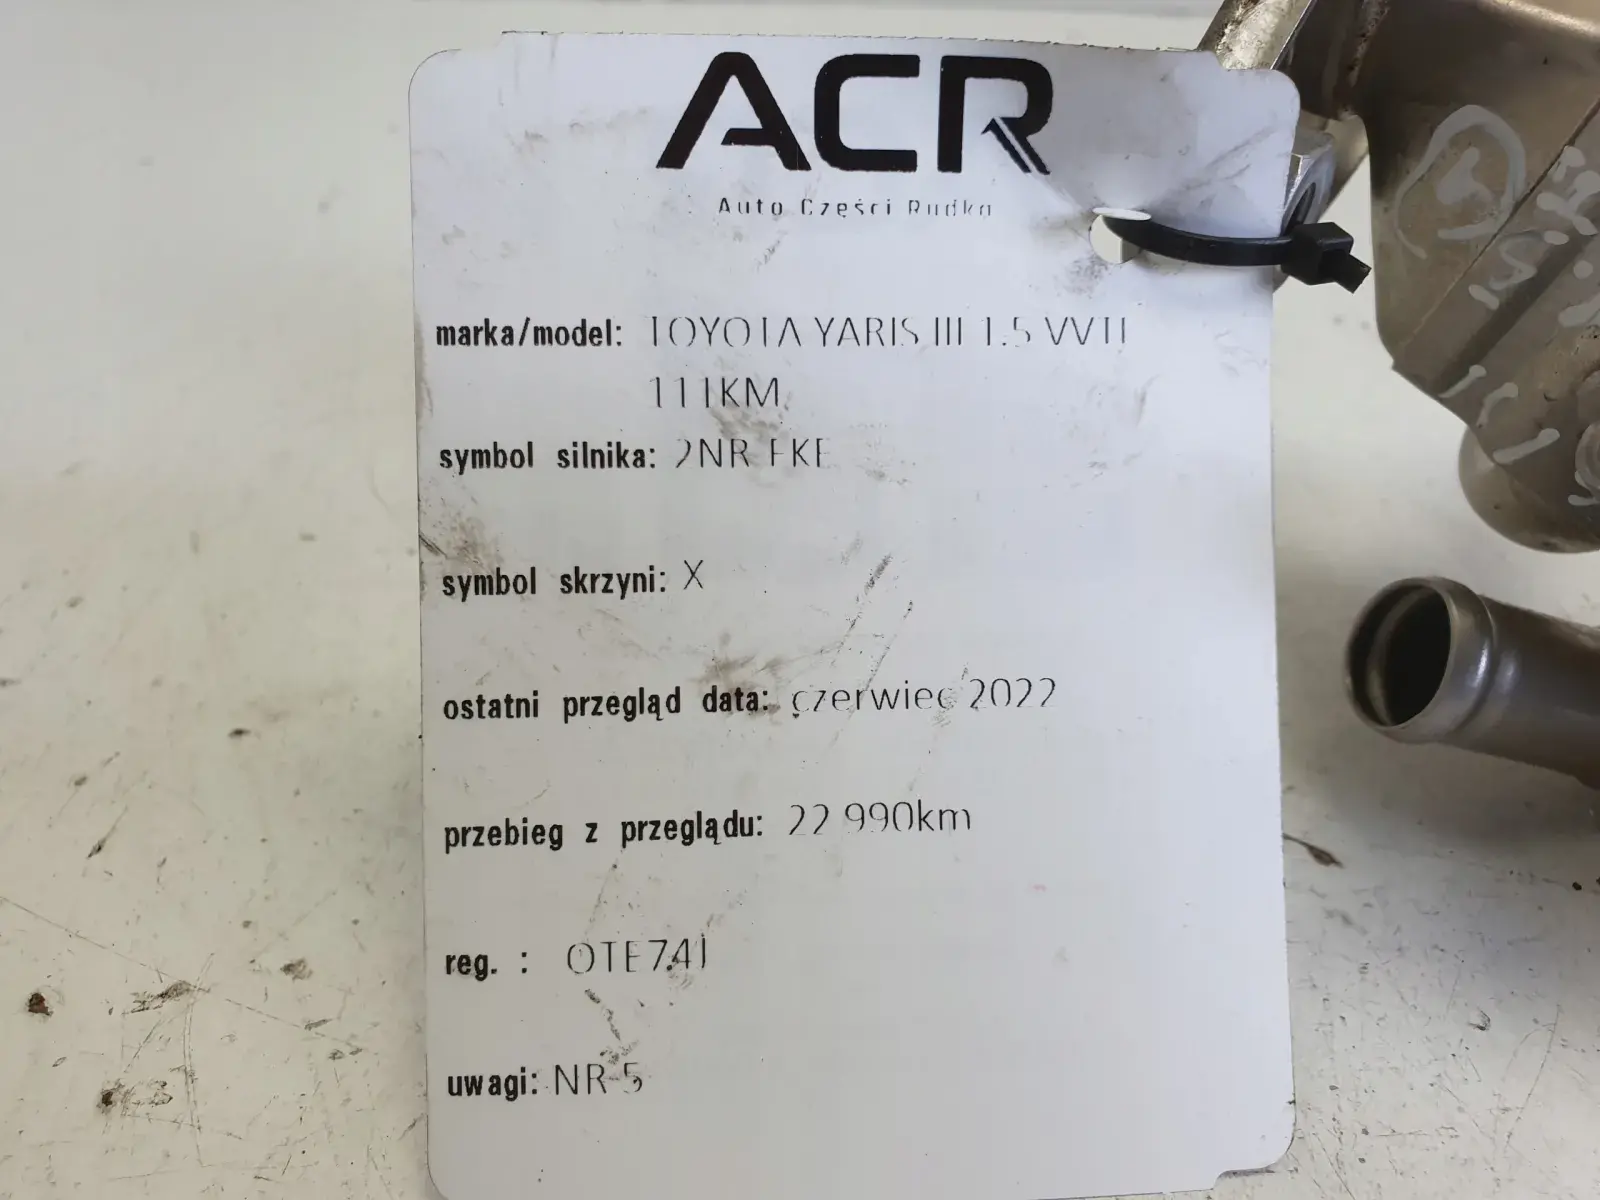 ACR
Auto Części Rudka
marka/model: TOYOTA YARIS III 1.5 VVTI
111KM
symbol silnika: 2NR FKE
symbol skrzyni: X
ostatni przegląd data: czerwiec 2022
przebieg z przeglądu: 22 990km
reg. : OTE741
uwagi: NR 5